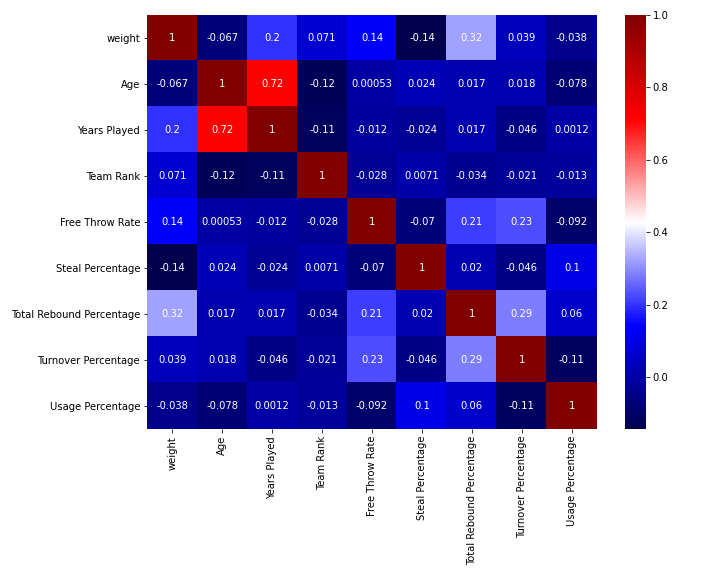 weight 1 -0.067 0.2 0.071 0.14 -0.14 0.32 0.039 -0.038
Age -0.067 1 0.72 -0.12 0.00053 0.024 0.017 0.018 -0.078
Years Played 0.2 0.72 1 -0.11 -0.012 -0.024 0.017 -0.046 0.0012
Team Rank 0.071 -0.12 -0.11 1 -0.028 0.0071 -0.034 -0.021 -0.013
Free Throw Rate 0.14 0.00053 -0.012 -0.028 1 -0.07 0.21 0.23 -0.092
Steal Percentage -0.14 0.024 -0.024 0.0071 -0.07 1 0.02 -0.046 0.1
Total Rebound Percentage 0.32 0.017 0.017 -0.034 0.21 0.02 1 0.29 0.06
Turnover Percentage 0.039 0.018 -0.046 -0.021 0.23 -0.046 0.29 1 -0.11
Usage Percentage -0.038 -0.078 0.0012 -0.013 -0.092 0.1 0.06 -0.11 1
weight
Age
Years Played
Team Rank
Free Throw Rate
Steal Percentage
Total Rebound Percentage
Turnover Percentage
Usage Percentage
1.0
0.8
0.6
0.4
0.2
0.0